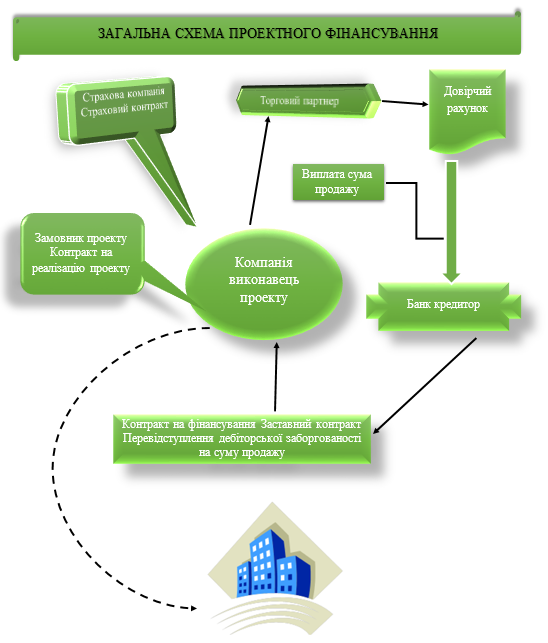 ЗАГАЛЬНА СХЕМА ПРОЕКТНОГО ФІНАНСУВАННЯ
Страхова компанія
Страховий контракт
Торговий партнер
Довірчий
рахунок
Виплата сума
продажу
Замовник проекту
Контракт на
реалізацію проекту
Компанія
виконавець
проекту
Банк кредитор
Контракт на фінансування Заставний контракт
Перевідступлення дебіторської заборгованості
на суму продажу